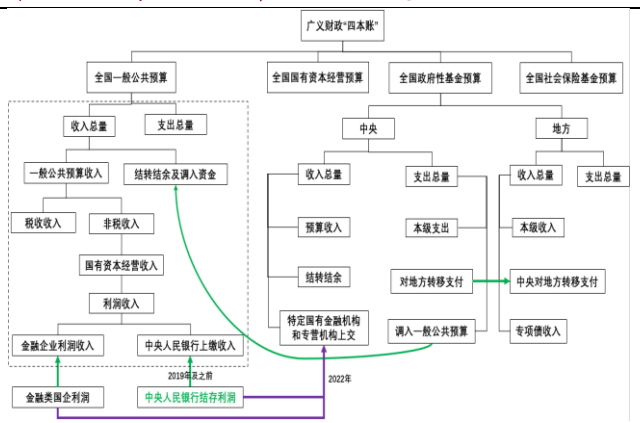 广义财政“四本账”
全国一般公共预算
全国国有资本经营预算
全国政府性基金预算
全国社会保险基金预算
收入总量
支出总量
中央
地方
一般公共预算收入
结转结余及调入资金
收入总量
支出总量
收入总量
支出总量
税收收入
非税收入
预算收入
本级支出
本级收入
国有资本经营收入
结转结余
对地方转移支付
中央对地方转移支付
利润收入
特定国有金融机构
和专营机构上交
调入一般公共预算
专项债收入
金融企业利润收入
中央人民银行上缴收入
2019年及之前
2022年
金融类国企利润
中央人民银行结存利润